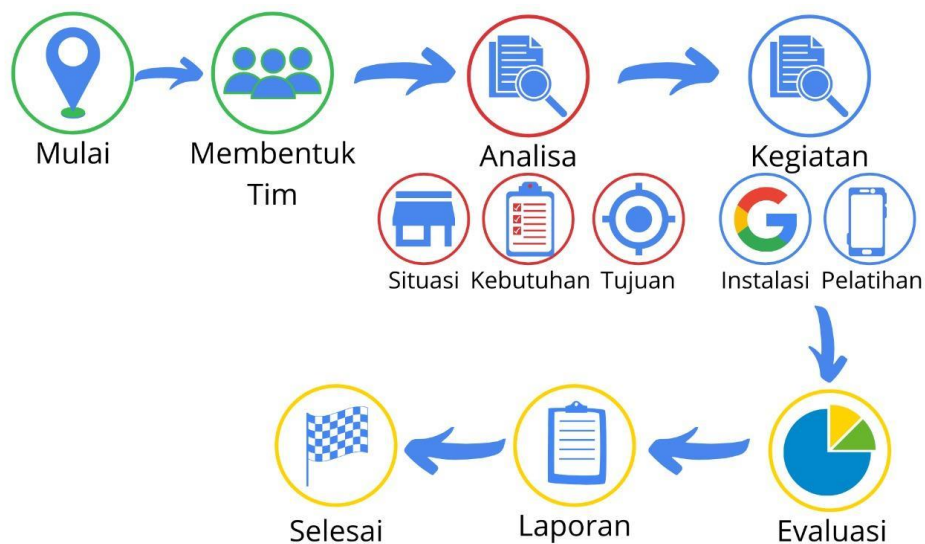 Mulai
Membentuk
Tim
Analisa
Kegiatan
Situasi
Kebutuhan
Tujuan
Instalasi
Pelatihan
Selesai
Laporan
Evaluasi